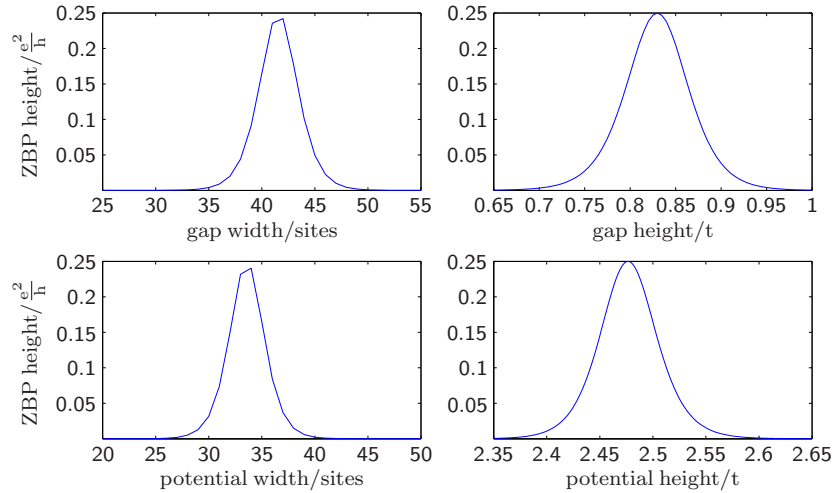 0.25
0.2
0.15
0.1
0.05
ZBP height/e²/h
25 30 35 40 45 50 55
gap width/sites
0.25
0.2
0.15
0.1
0.05
0.65 0.7 0.75 0.8 0.85 0.9 0.95 1
gap height/t
0.25
0.2
0.15
0.1
0.05
ZBP height/e²/h
20 25 30 35 40 45 50
potential width/sites
0.25
0.2
0.15
0.1
0.05
2.35 2.4 2.45 2.5 2.55 2.6 2.65
potential height/t